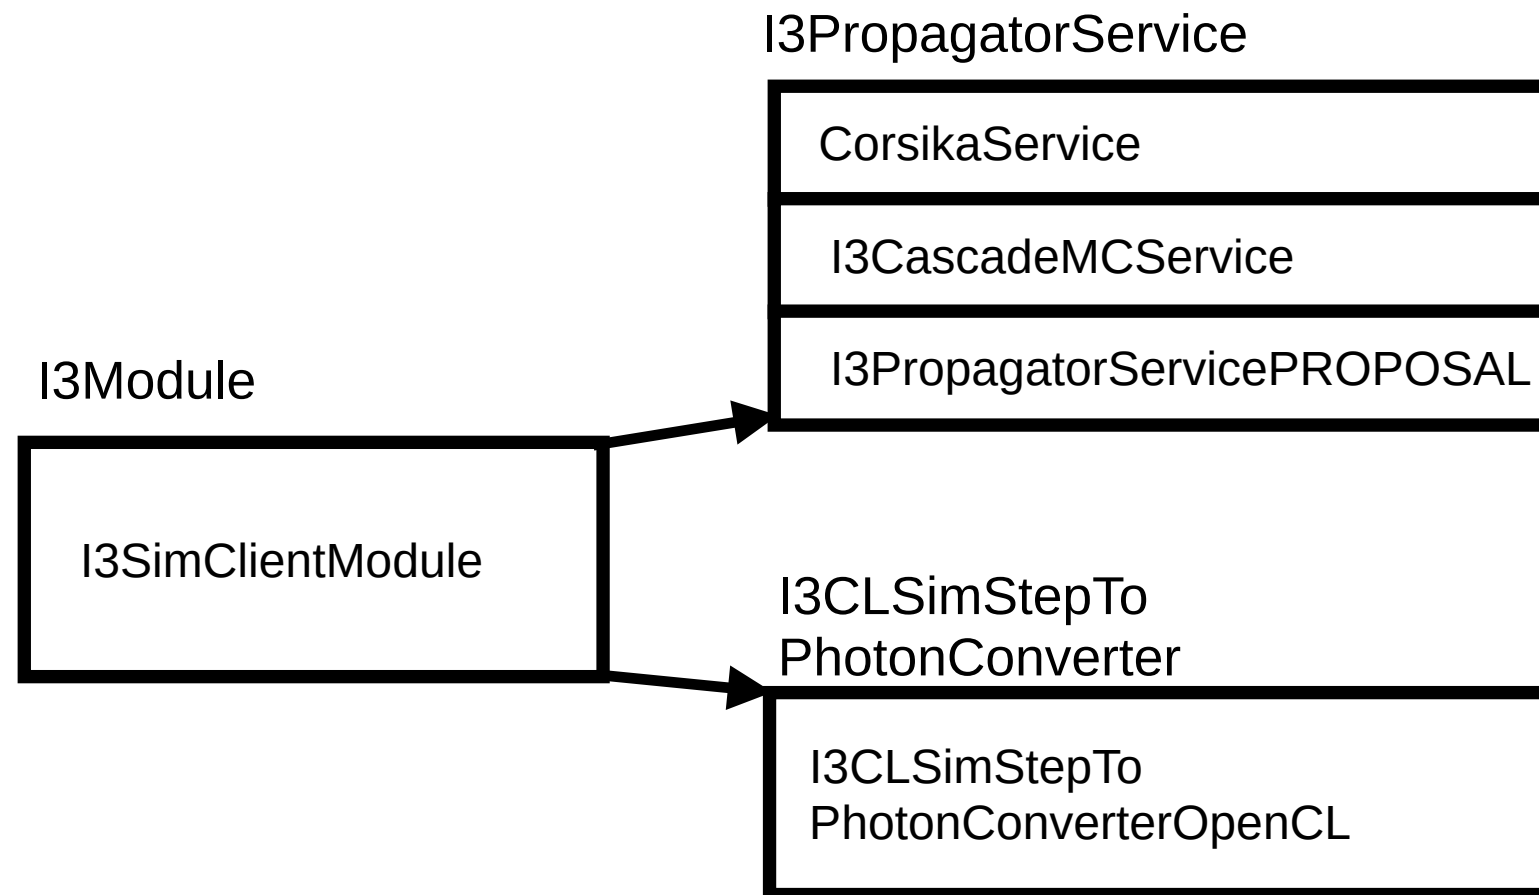 I3PropagatorService
CorsikaService
I3CascadeMCService
I3PropagatorServicePROPOSAL
I3Module
I3SimClientModule
I3CLSimStepTo
PhotonConverter
I3CLSimStepTo
PhotonConverterOpenCL